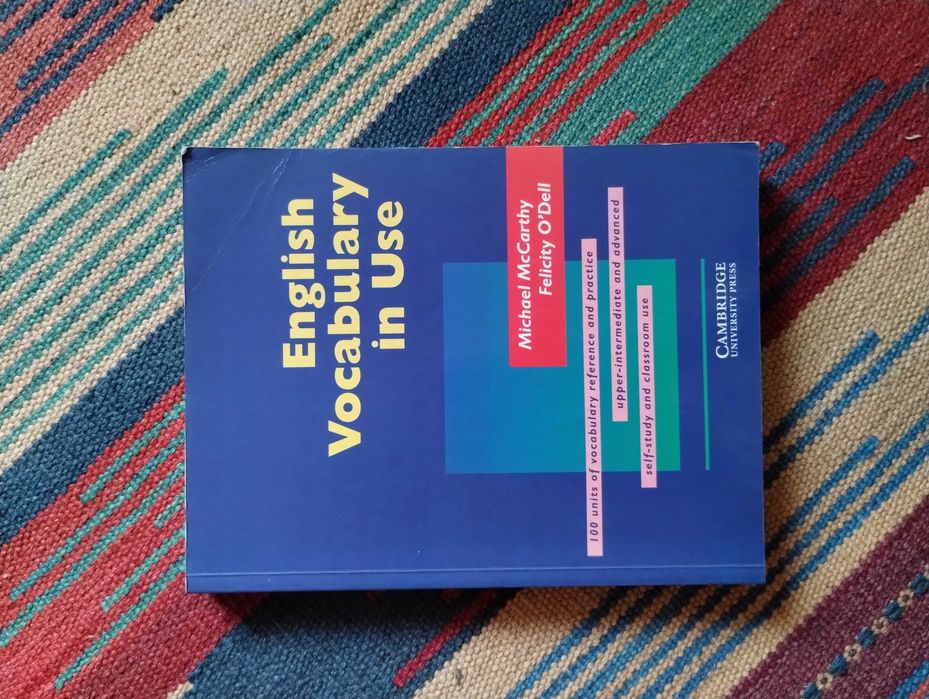 English
Vocabulary
in Use
Michael McCarthy
Felicity O'Dell
100 units of vocabulary reference and practice
upper-intermediate and advanced
self-study and classroom use
CAMBRIDGE
UNIVERSITY PRESS